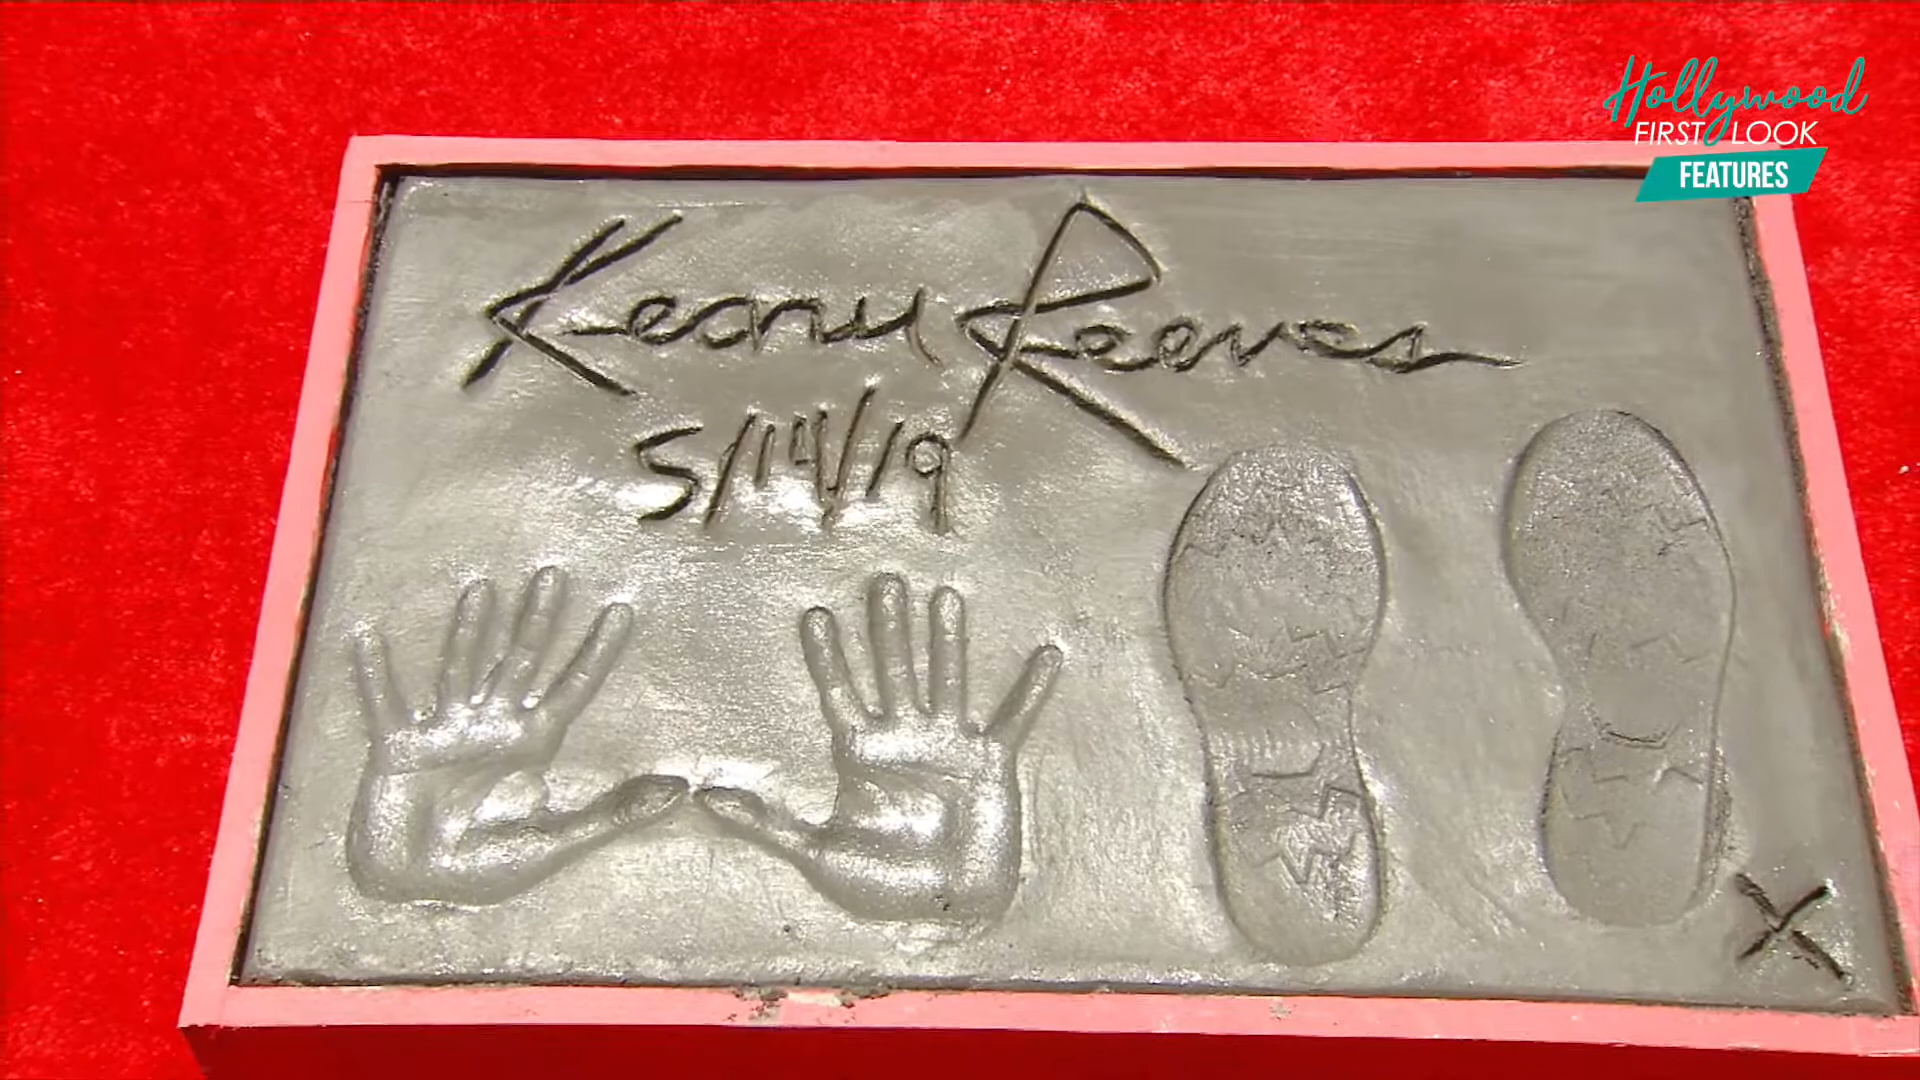 Hollywood
FIRST LOOK
FEATURES
Keanu Reeves
5/14/19
X